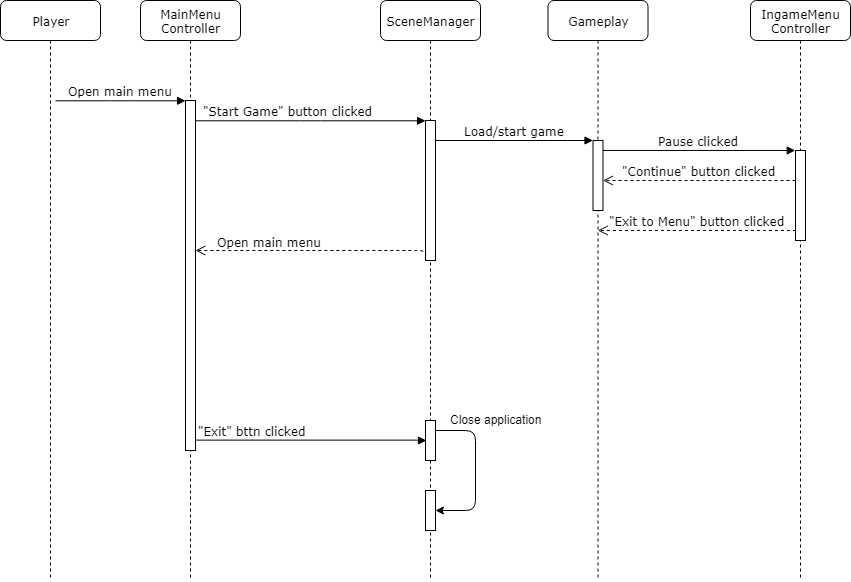 Player
MainMenu
Controller
SceneManager
Gameplay
IngameMenu
Controller
Open main menu
"Start Game" button clicked
Load/start game
Pause clicked
"Continue" button clicked
"Exit to Menu" button clicked
Open main menu
Close application
"Exit" bttn clicked